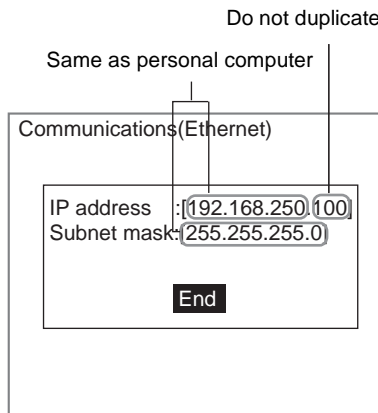 Do not duplicate
Same as personal computer
Communications(Ethernet)
IP address :[192.168.250.100]
Subnet mask:[255.255.255.0]
End